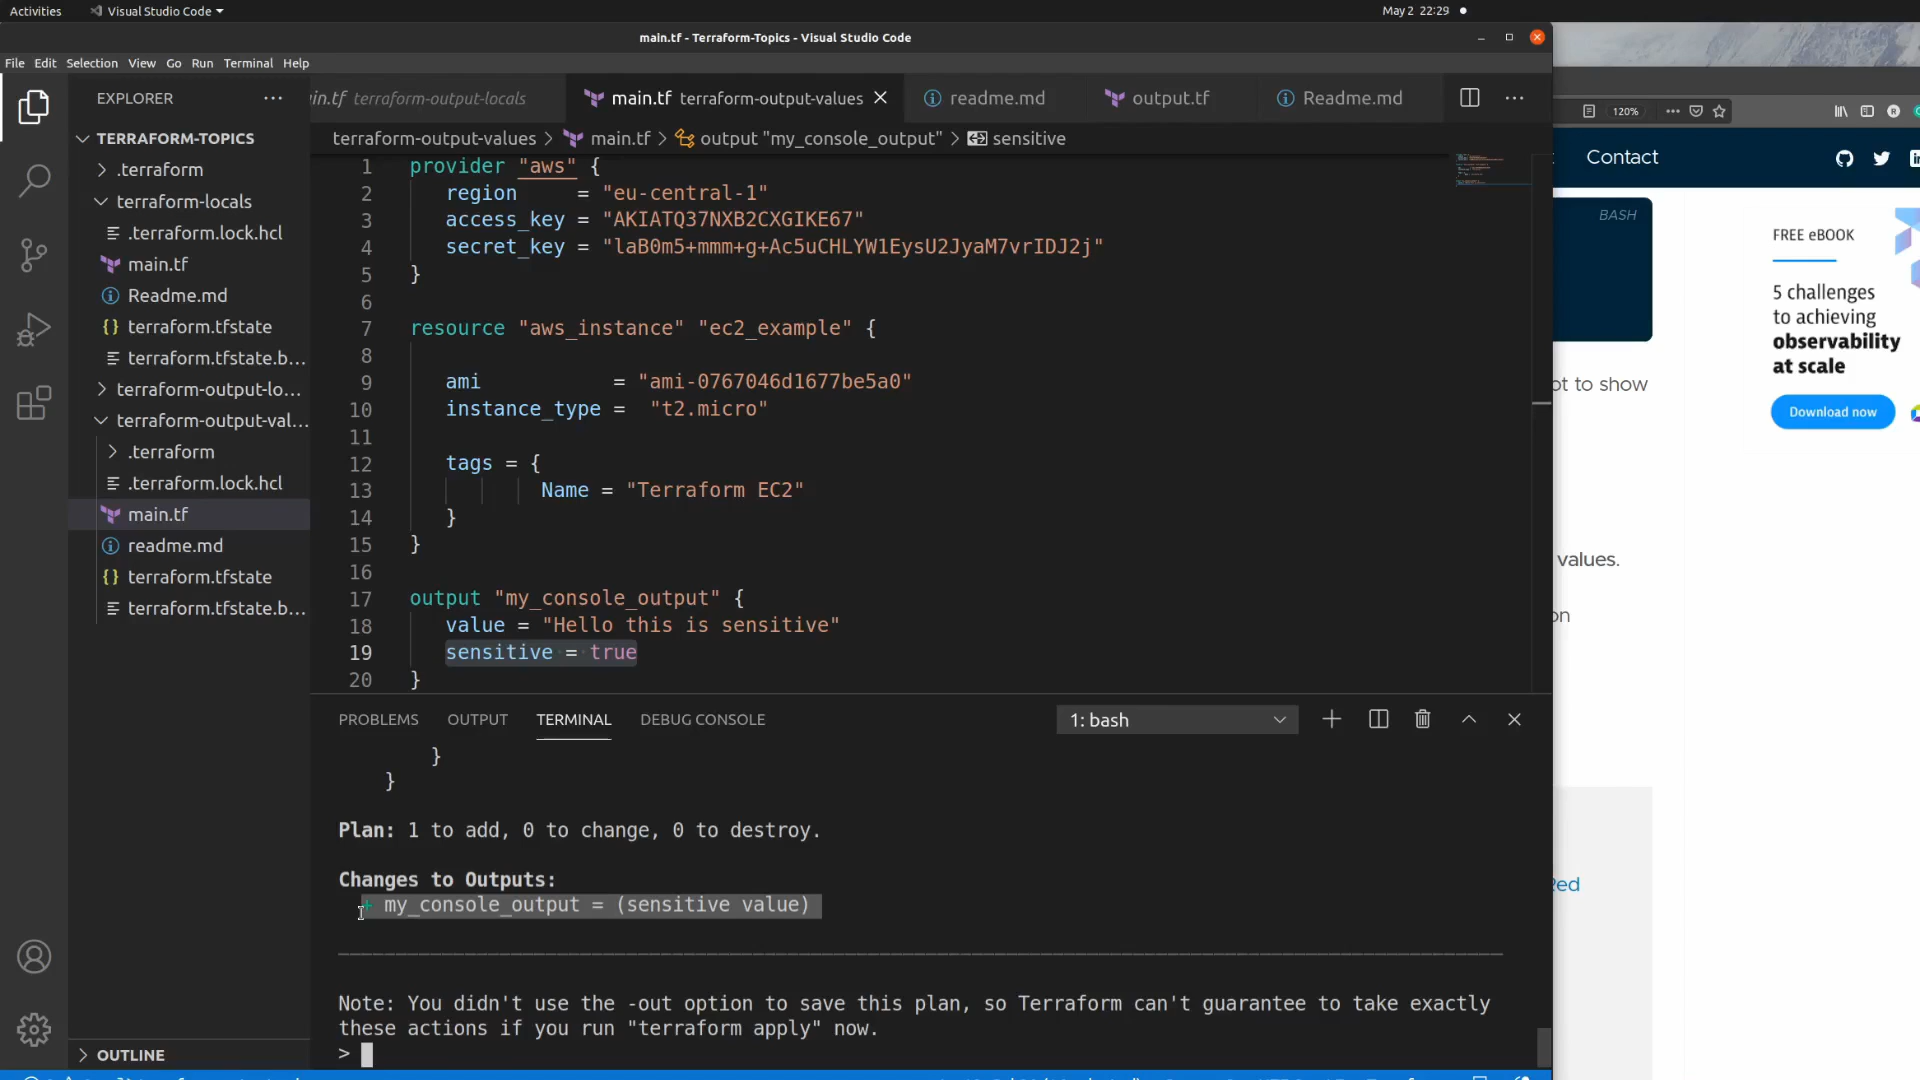 Activities
Visual Studio Code
May 2 22:29
main.tf - Terraform-Topics - Visual Studio Code
File Edit Selection View Go Run Terminal Help
EXPLORER
TERRAFORM-TOPICS
.terraform
terraform-locals
.terraform.lock.hcl
main.tf
Readme.md
terraform.tfstate
terraform.tfstate.b...
terraform-output-lo...
terraform-output-val...
.terraform
.terraform.lock.hcl
main.tf
readme.md
terraform.tfstate
terraform.tfstate.b...
OUTLINE
in.tf terraform-output-locals
main.tf terraform-output-values
readme.md
output.tf
Readme.md
terraform-output-values > main.tf > output "my_console_output" > sensitive
1 provider "aws" {
2 region = "eu-central-1"
3 access_key = "AKIATQ37NXB2CXGIKE67"
4 secret_key = "laB0m5+mmm+g+Ac5uCHLYW1EysU2JyaM7vrIDJ2j"
5 }
6
7 resource "aws_instance" "ec2_example" {
8
9 ami = "ami-0767046d1677be5a0"
10 instance_type = "t2.micro"
11
12 tags = {
13 Name = "Terraform EC2"
14 }
15 }
16
17 output "my_console_output" {
18 value = "Hello this is sensitive"
19 sensitive = true
20 }
PROBLEMS OUTPUT TERMINAL DEBUG CONSOLE
1: bash
}
}
Plan: 1 to add, 0 to change, 0 to destroy.
Changes to Outputs:
+ my_console_output = (sensitive value)
Note: You didn't use the -out option to save this plan, so Terraform can't guarantee to take exactly
these actions if you run "terraform apply" now.
>
120%
Contact
BASH
FREE eBOOK
5 challenges
to achieving
observability
at scale
Download now
ot to show
values.
on